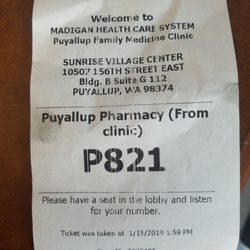 Welcome to
MADIGAN HEALTH CARE SYSTEM
Puyallup Family Medicine Clinic
SUNRISE VILLAGE CENTER
10507 156TH STREET EAST
Bldg. B Suite G 112
PUYALLUP, WA 98374
Puyallup Pharmacy (From
clinic)
P821
Please have a seat in the lobby and listen
for your number.
Ticket was taken at 1/15/2019 1:59 PM